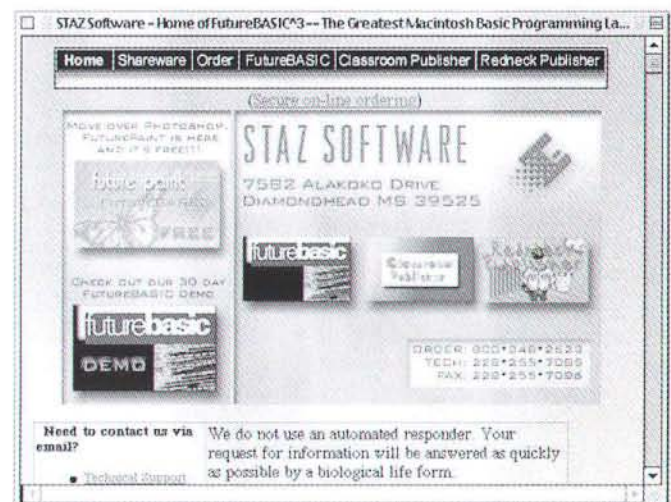 STAZ Software – Home of FutureBASIC^3 -- The Greatest Macintosh Basic Programming La...
Home | Shareware | Order | FutureBASIC | Classroom Publisher | Redneck Publisher
(Secure on-line ordering)
MOVE OVER PHOTOSHOP,
FUTUREPAINT IS HERE
AND IT'S FREE!!!
future paint
FREE
CHECK OUT OUR 30 DAY
FUTUREBASIC DEMO
futurebasic
DEMO
STAZ SOFTWARE
7582 ALAKOKO DRIVE
DIAMONDHEAD MS 39525
futurebasic
Classroom
Publisher
Redneck
Publisher
ORDER: 800•348•2623
TECH: 228•255•7085
FAX: 228•255•7086
Need to contact us via
email?
• Technical Support
We do not use an automated responder. Your
request for information will be answered as quickly
as possible by a biological life form.